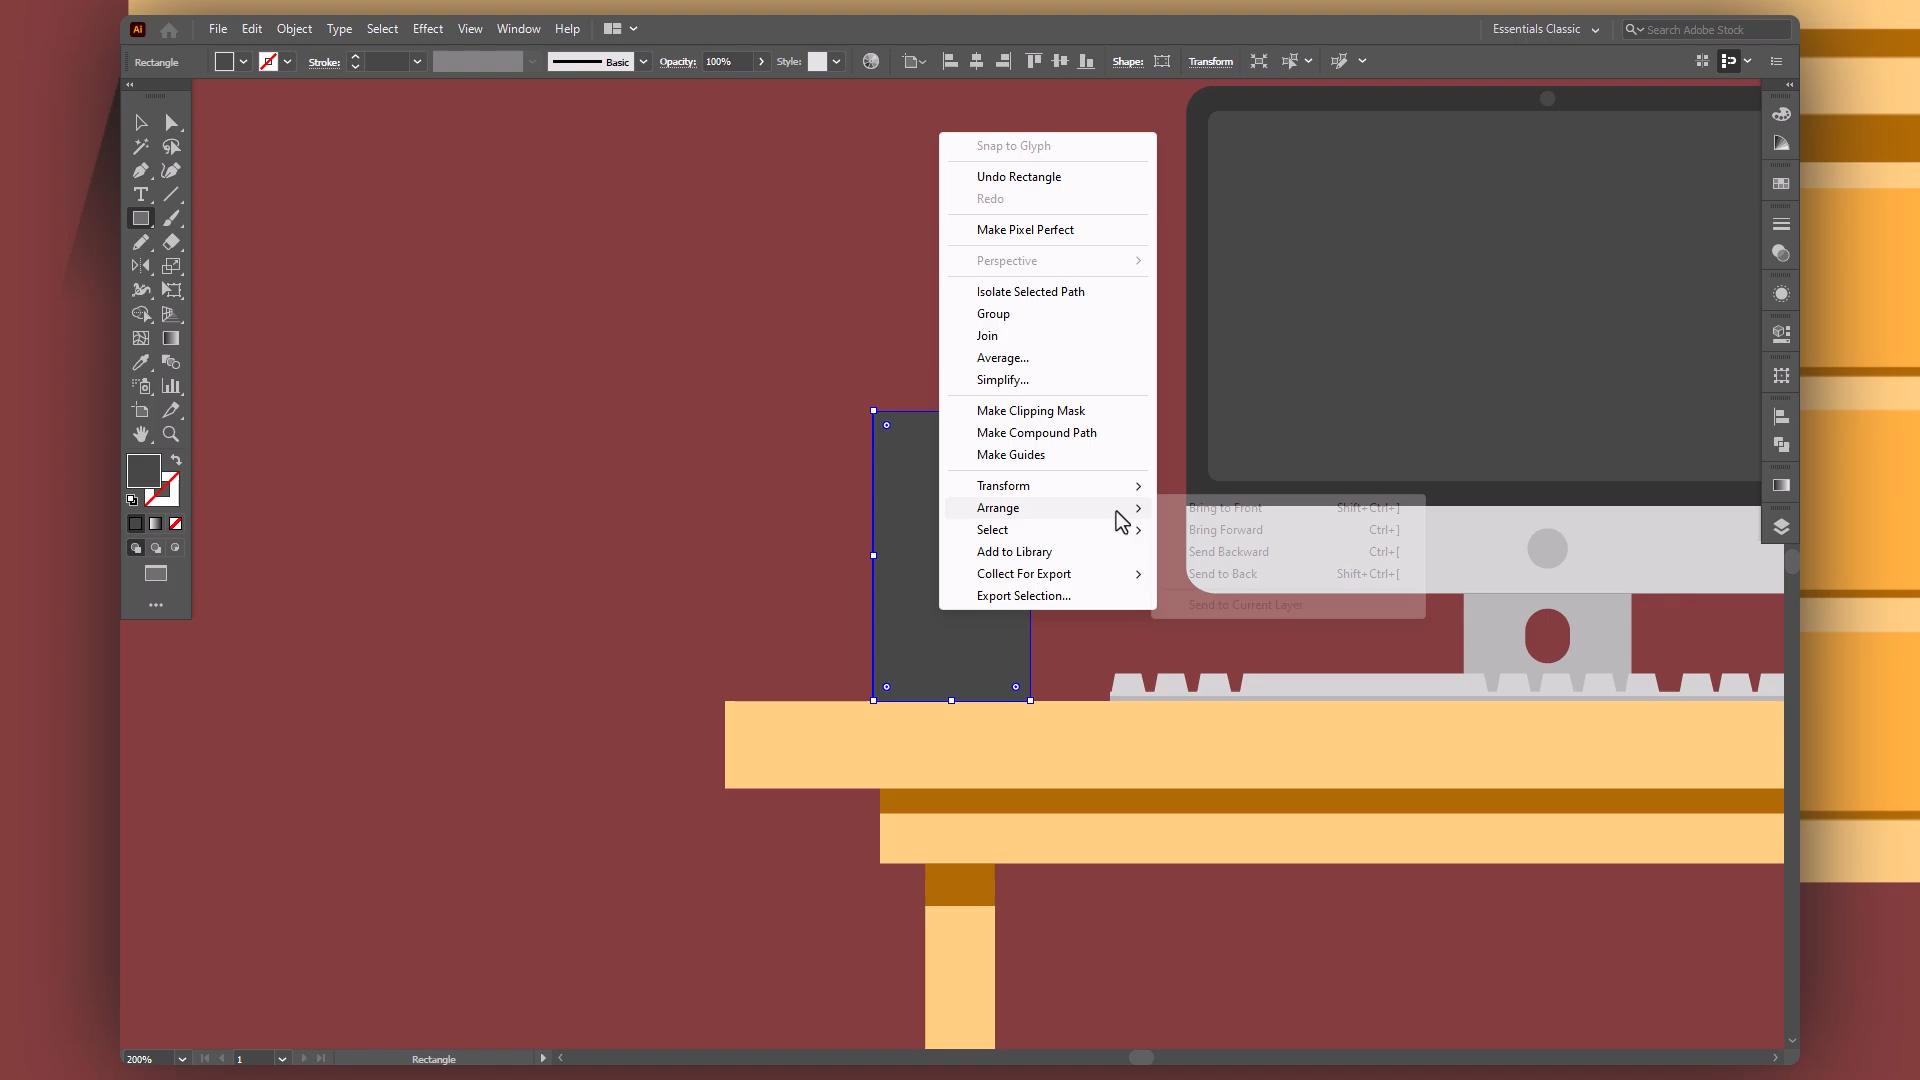 Ai File Edit Object Type Select Effect View Window Help Essentials Classic Search Adobe Stock
Rectangle Stroke: Basic Opacity: 100% Style: Shape: Transform
Snap to Glyph
Undo Rectangle
Redo
Make Pixel Perfect
Perspective
Isolate Selected Path
Group
Join
Average...
Simplify...
Make Clipping Mask
Make Compound Path
Make Guides
Transform
Arrange
Select
Add to Library
Collect For Export
Export Selection...
Bring to Front Shift+Ctrl+]
Bring Forward Ctrl+]
Send Backward Ctrl+[
Send to Back Shift+Ctrl+[
Send to Current Layer
200% 1 Rectangle